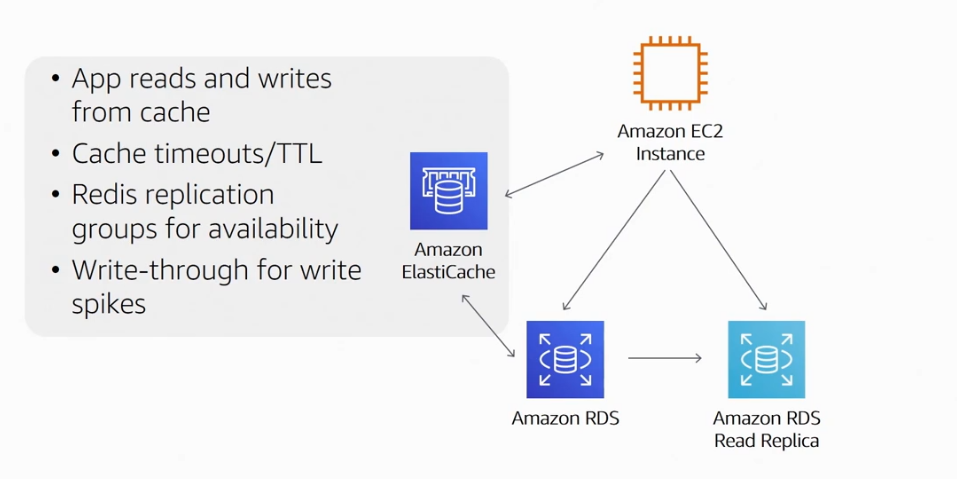 • App reads and writes
from cache
• Cache timeouts/TTL
• Redis replication
groups for availability
• Write-through for write
spikes
Amazon
ElastiCache
Amazon EC2
Instance
Amazon RDS
Amazon RDS
Read Replica